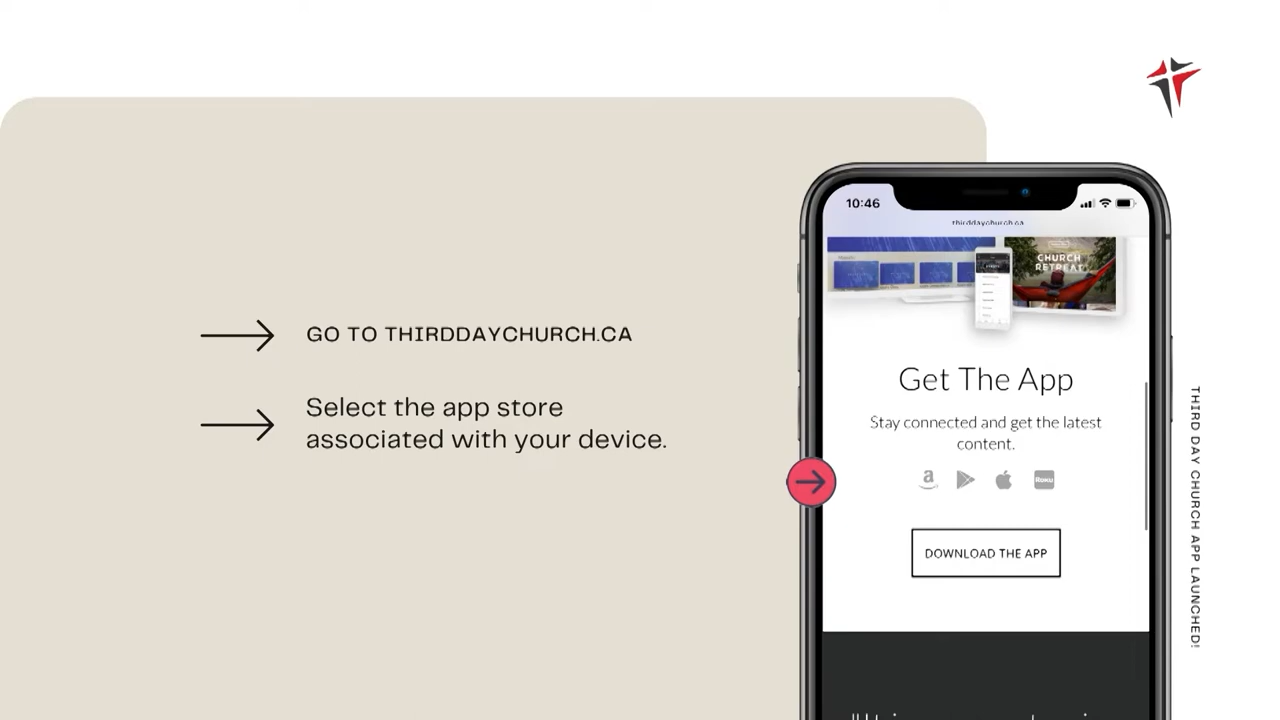 GO TO THIRDDAYCHURCH.CA
Select the app store
associated with your device.
10:46
thirddaychurch.ca
CHURCH
RETREAT
Get The App
Stay connected and get the latest
content.
Roku
DOWNLOAD THE APP
THIRD DAY CHURCH APP LAUNCHED!